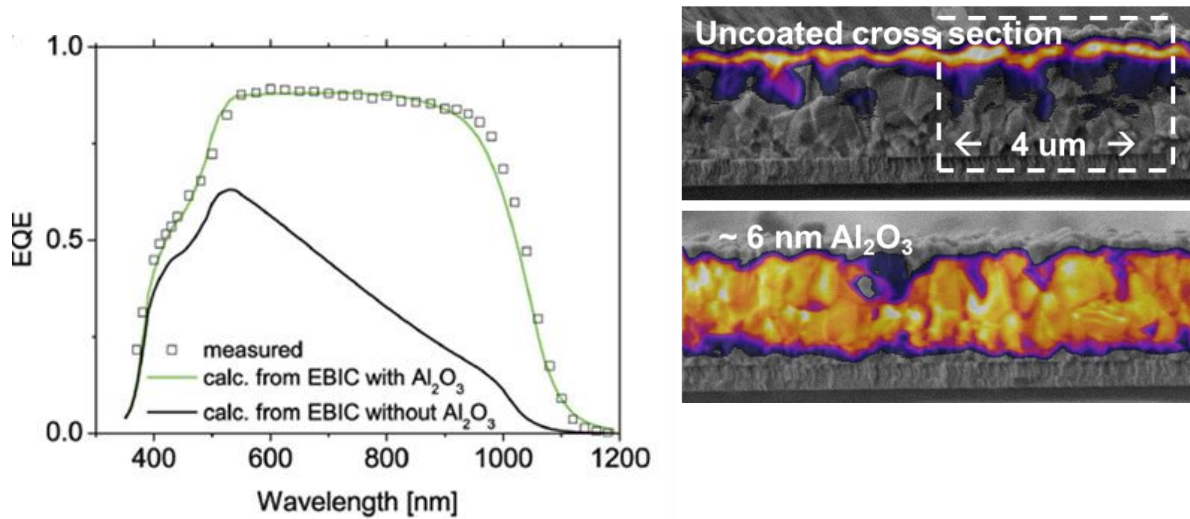 1.0
0.5
0.0
EQE
measured
calc. from EBIC with Al₂O₃
calc. from EBIC without Al₂O₃
400 600 800 1000 1200
Wavelength [nm]
Uncoated cross section
← 4 um →
~ 6 nm Al₂O₃